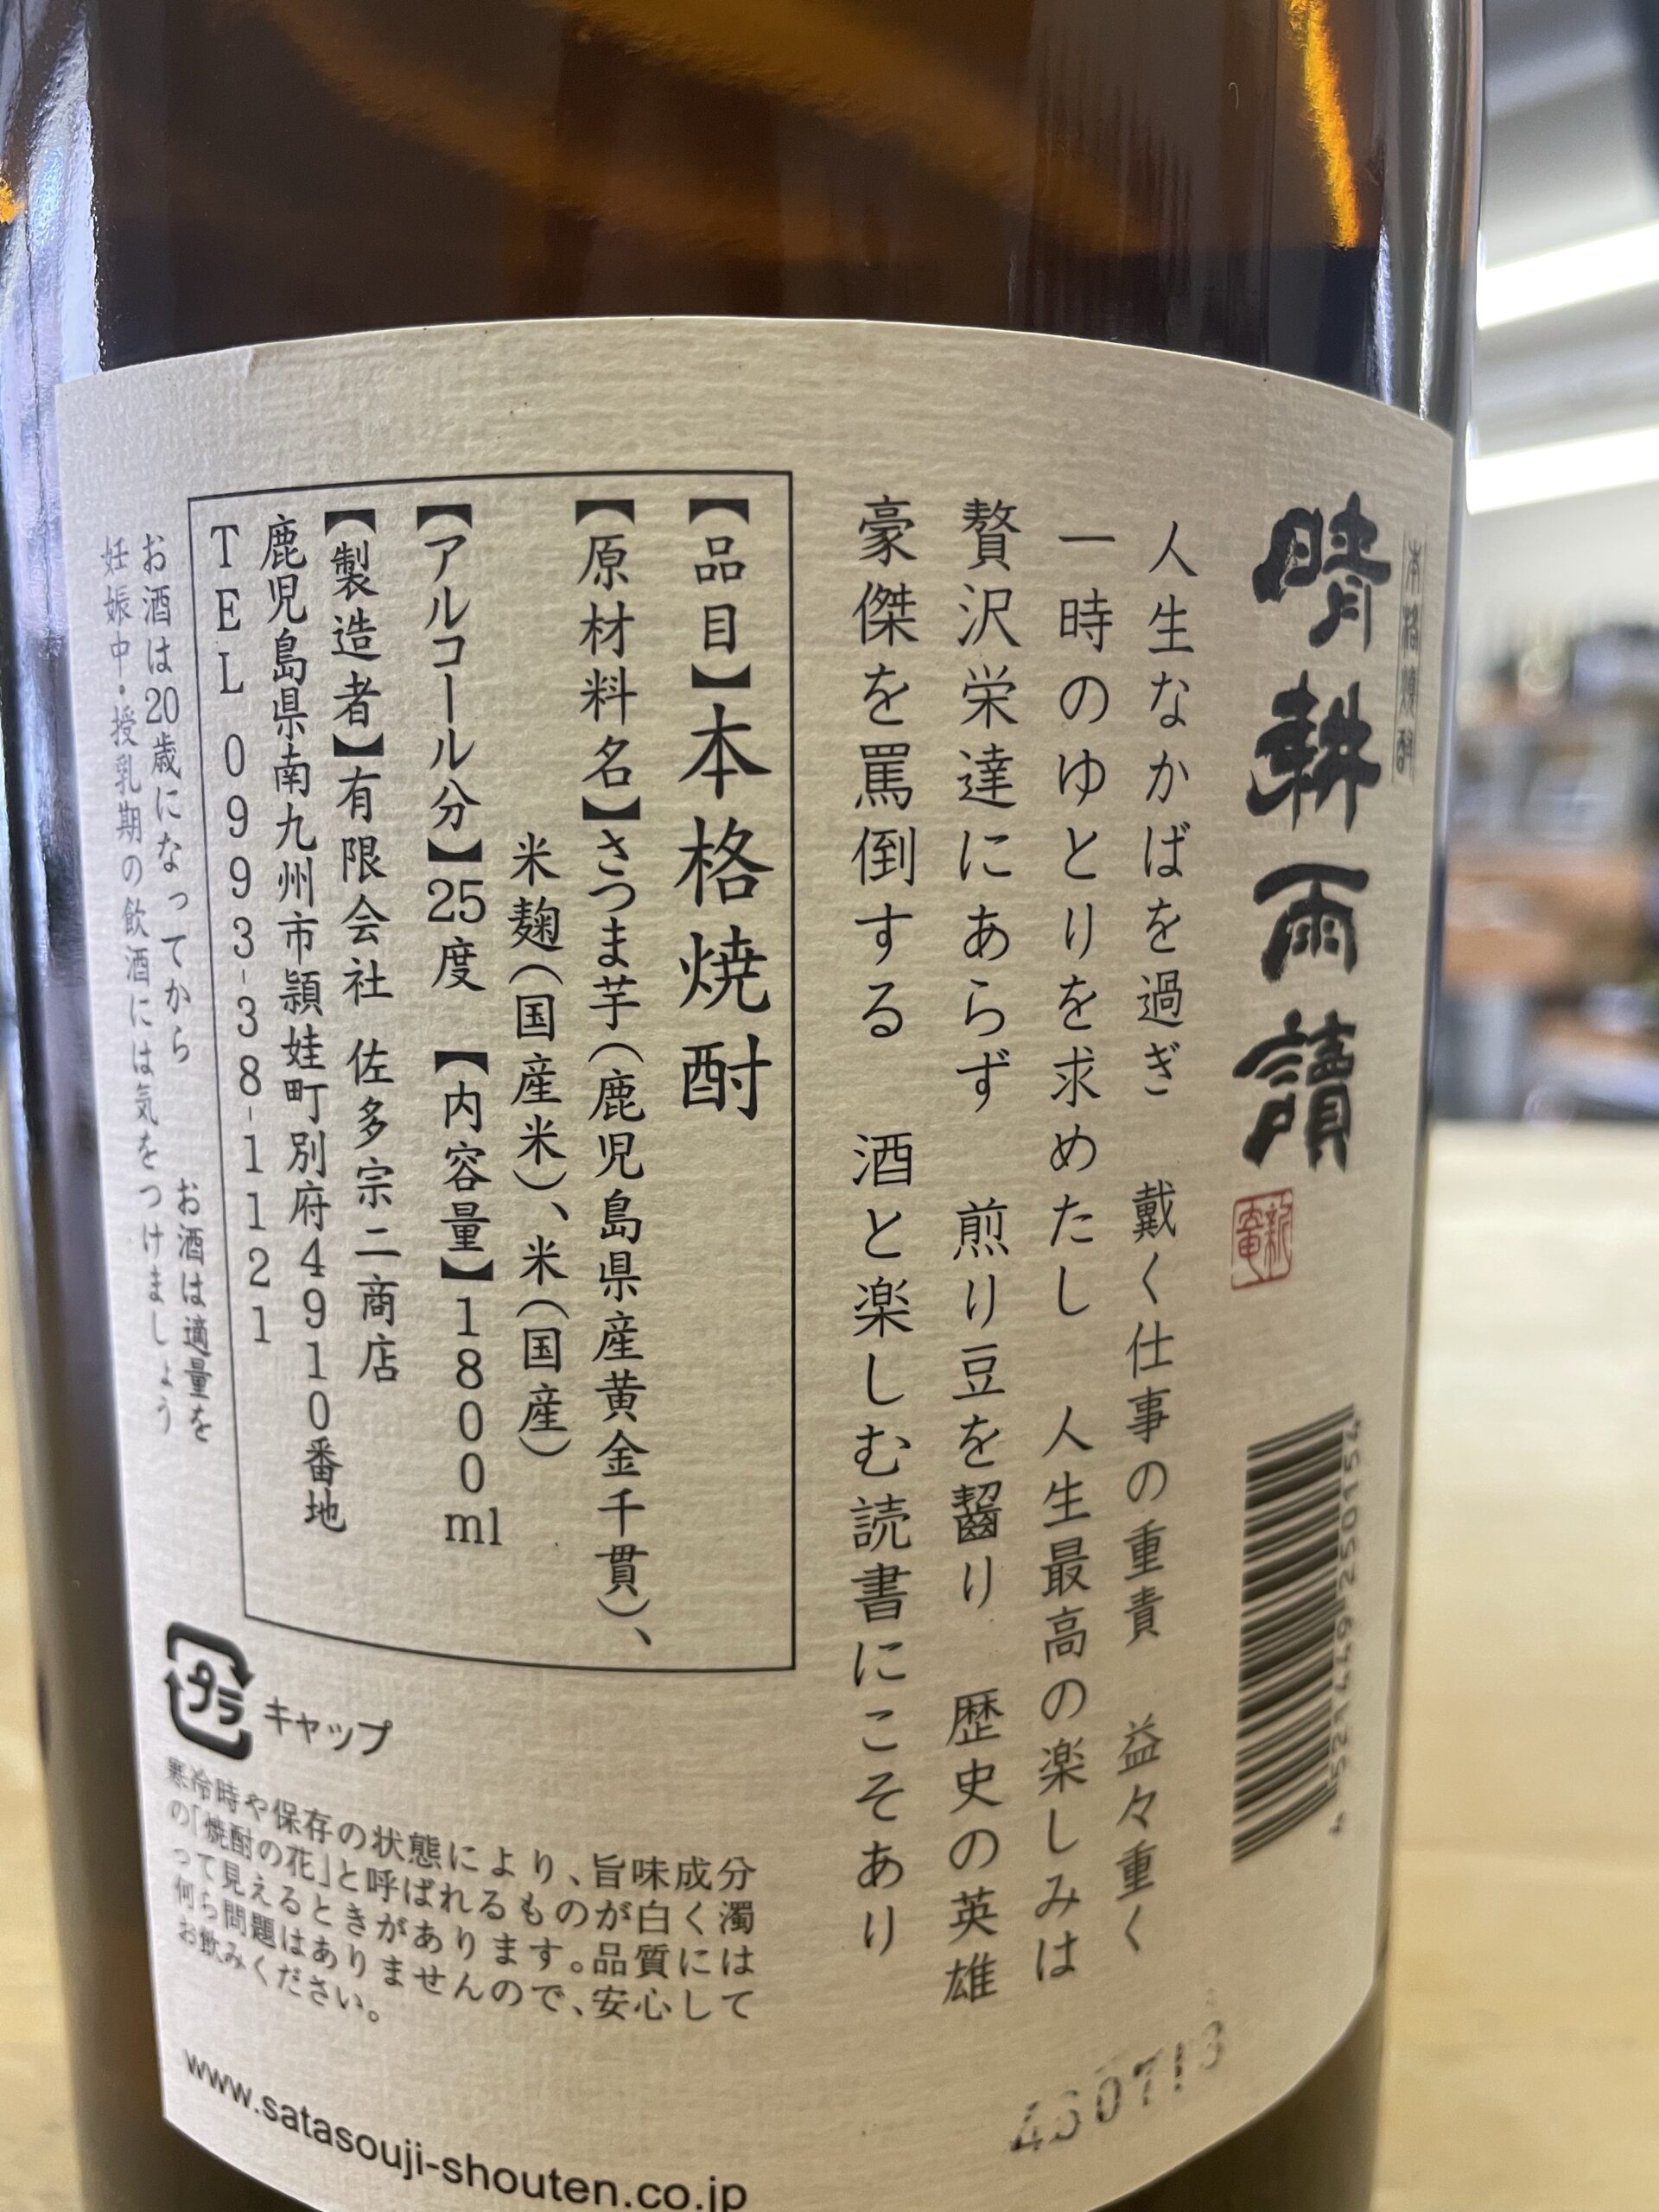 本格焼酎
晴耕雨讀
人生なかばを過ぎ 戴く仕事の重責 益々重く
一時のゆとりを求めたし 人生最高の楽しみは
贅沢栄達にあらず 煎り豆を齧り 歴史の英雄
豪傑を罵倒する 酒と楽しむ読書にこそあり
【品目】本格焼酎
【原材料名】さつま芋(鹿児島県産黄金千貫)、
米麹(国産米)、米(国産)
【アルコール分】25度 【内容量】1800ml
【製造者】有限会社 佐多宗二商店
鹿児島県南九州市頴娃町別府4910番地
TEL 0993-38-1121
お酒は20歳になってから お酒は適量を
妊娠中・授乳期の飲酒には気をつけましょう
プラ
キャップ
寒冷時や保存の状態により、旨味成分
の「焼酎の花」と呼ばれるものが白く濁
って見えるときがあります。品質には
何ら問題はありませんので、安心して
お飲みください。
www.satasouji-shouten.co.jp
4521449250154